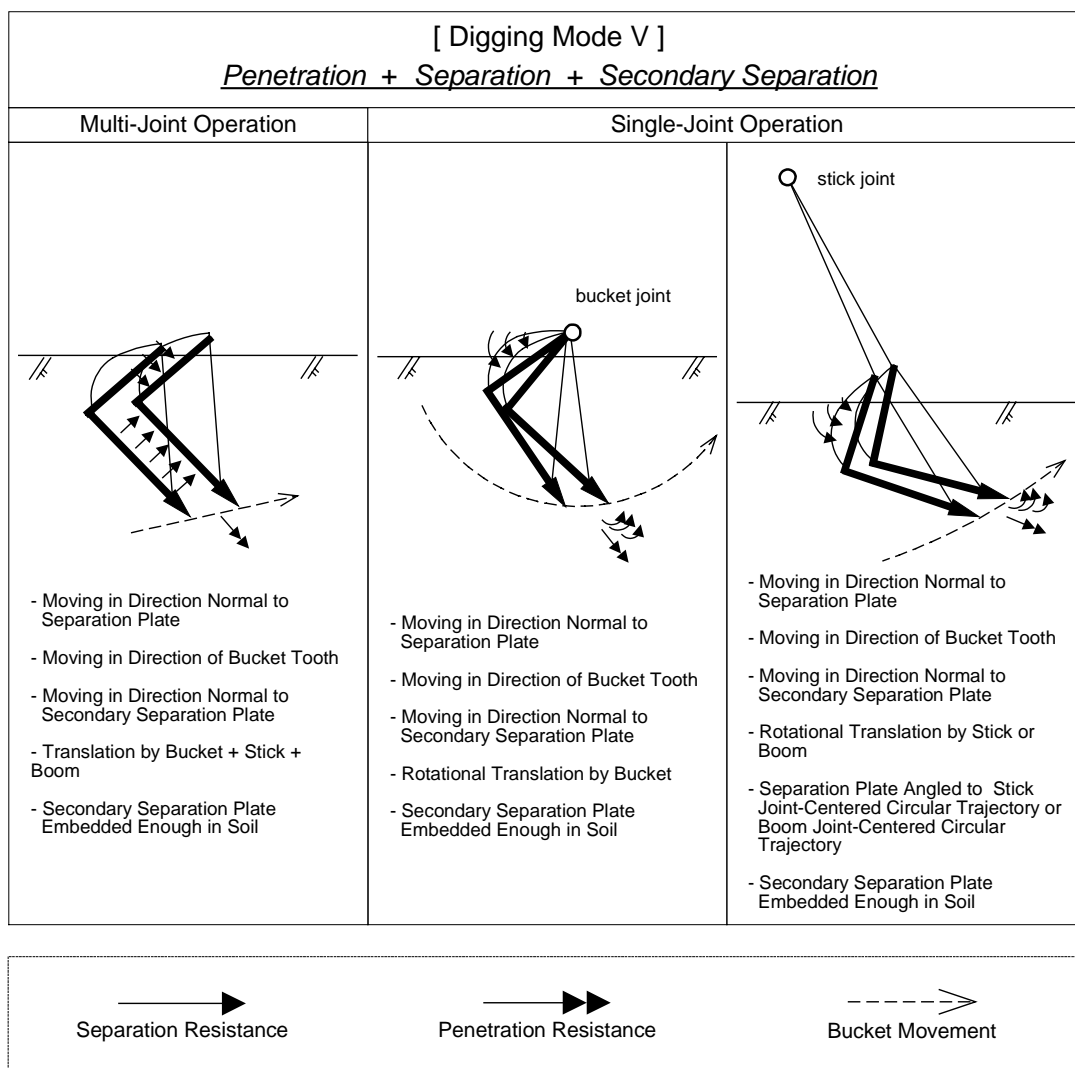 [ Digging Mode V ]
Penetration + Separation + Secondary Separation
Multi-Joint Operation
Single-Joint Operation
stick joint
bucket joint
- Moving in Direction Normal to
Separation Plate
- Moving in Direction of Bucket Tooth
- Moving in Direction Normal to
Secondary Separation Plate
- Translation by Bucket + Stick +
Boom
- Secondary Separation Plate
Embedded Enough in Soil
- Moving in Direction Normal to
Separation Plate
- Moving in Direction of Bucket Tooth
- Moving in Direction Normal to
Secondary Separation Plate
- Rotational Translation by Bucket
- Secondary Separation Plate
Embedded Enough in Soil
- Moving in Direction Normal to
Separation Plate
- Moving in Direction of Bucket Tooth
- Moving in Direction Normal to
Secondary Separation Plate
- Rotational Translation by Stick or
Boom
- Separation Plate Angled to Stick
Joint-Centered Circular Trajectory or
Boom Joint-Centered Circular
Trajectory
- Secondary Separation Plate
Embedded Enough in Soil
Separation Resistance
Penetration Resistance
Bucket Movement